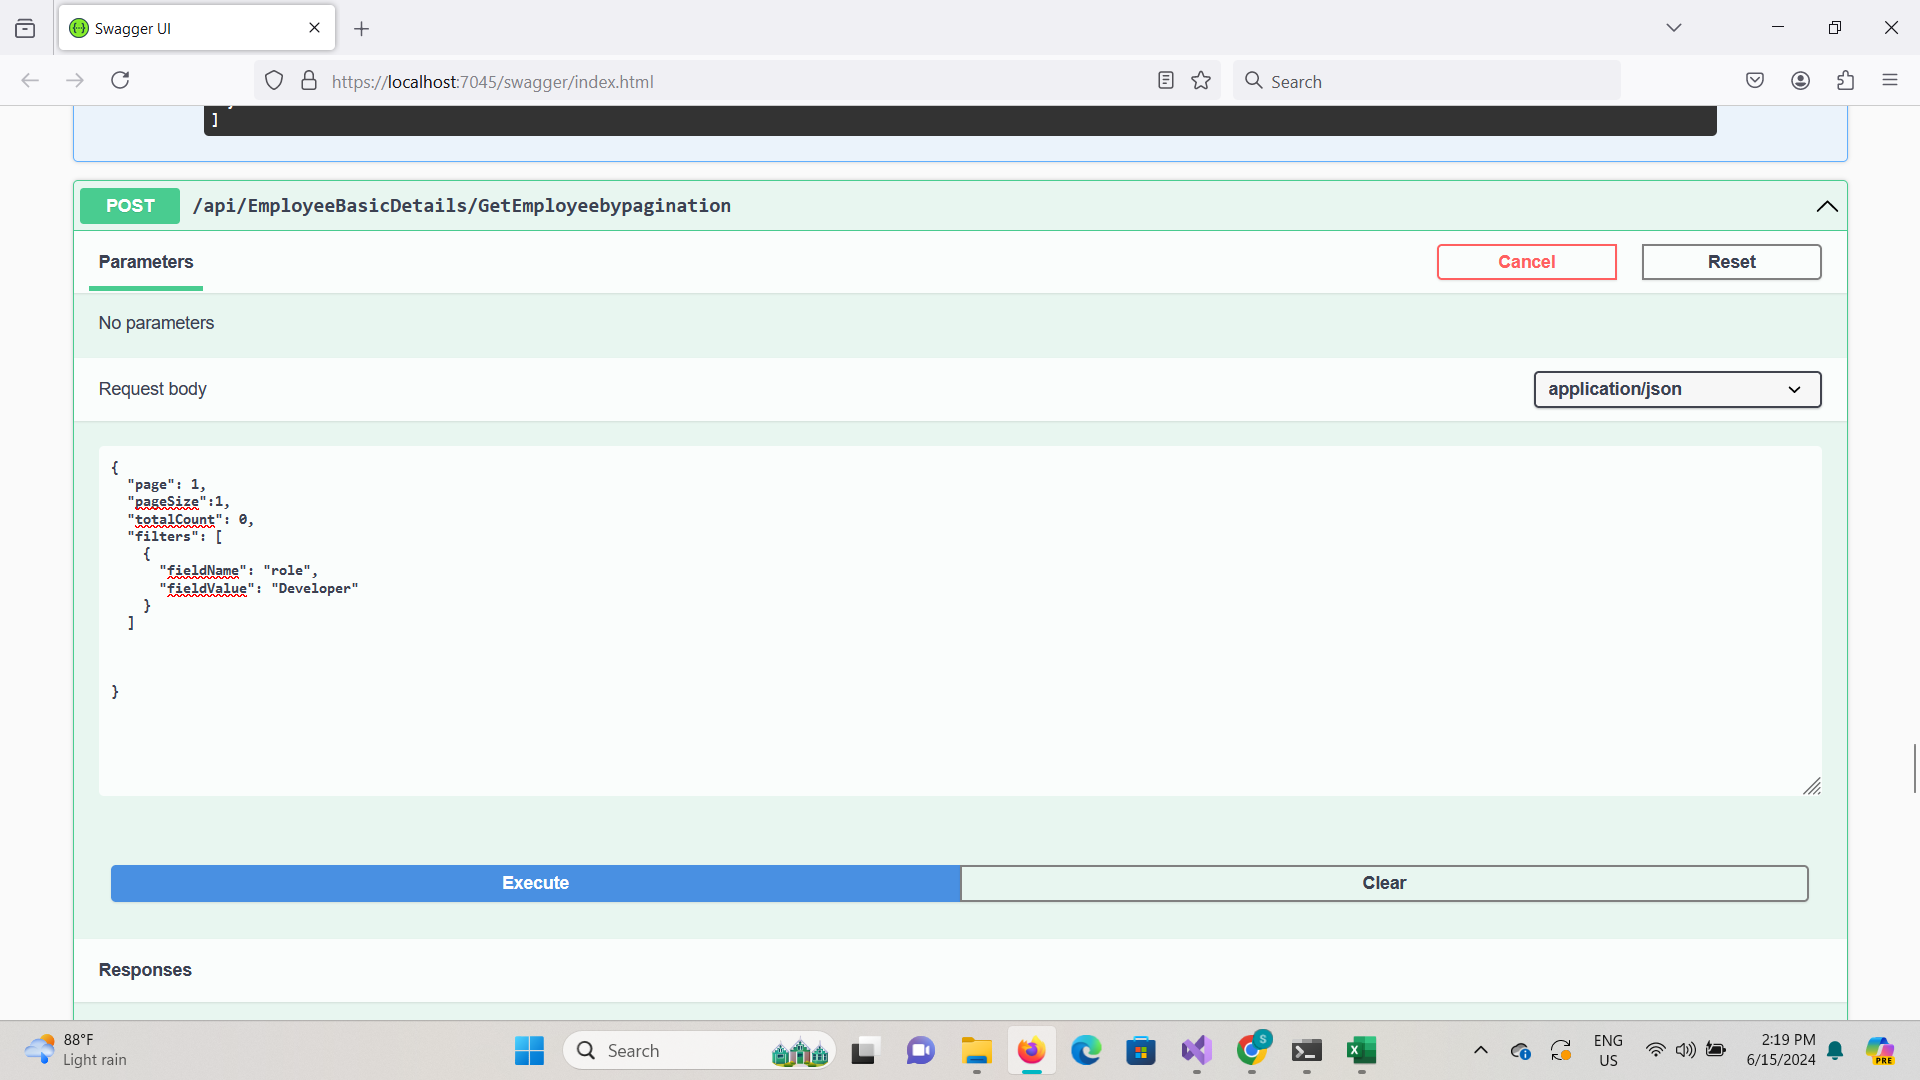 Swagger UI
https://localhost:7045/swagger/index.html
Search
]
POST
/api/EmployeeBasicDetails/GetEmployeebypagination
Parameters
Cancel
Reset
No parameters
Request body
application/json
{
  "page": 1,
  "pageSize":1,
  "totalCount": 0,
  "filters": [
    {
      "fieldName": "role",
      "fieldValue": "Developer"
    }
  ]
}
Execute
Clear
Responses
88°F
Light rain
Search
S
ENG
US
2:19 PM
6/15/2024
PRE